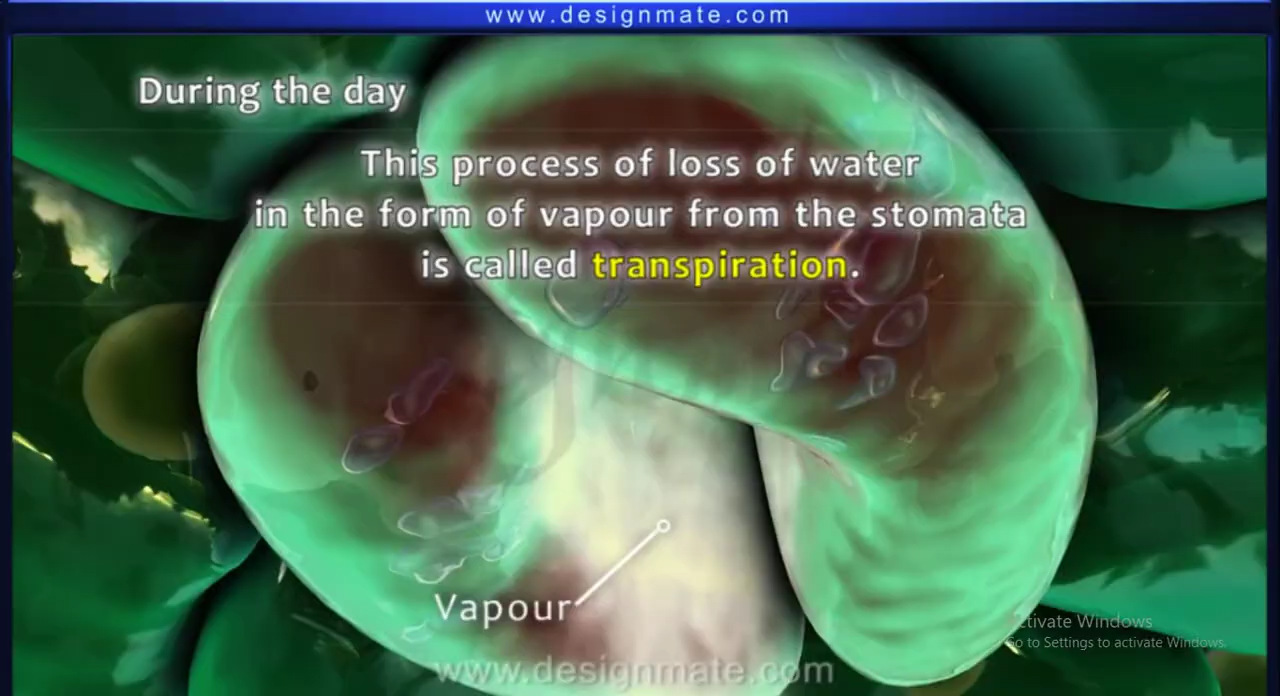 www.designmate.com
During the day
This process of loss of water
in the form of vapour from the stomata
is called transpiration.
Vapour
Activate Windows
Go to Settings to activate Windows.
www.designmate.com